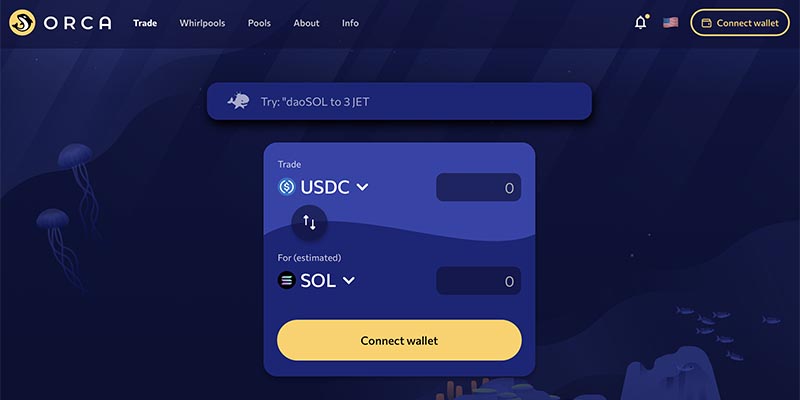 ORCA Trade Whirlpools Pools About Info Connect wallet
Try: "daoSOL to 3 JET
Trade
USDC 0
For (estimated)
SOL 0
Connect wallet